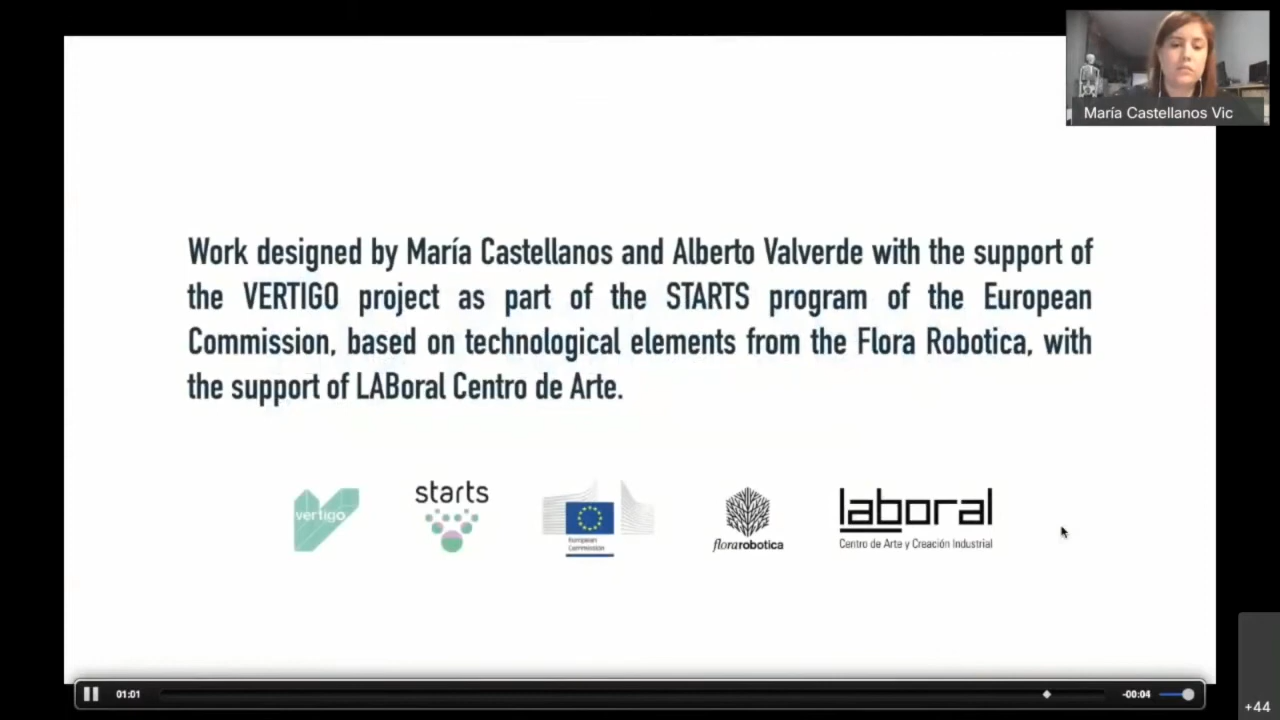 María Castellanos Vic
Work designed by María Castellanos and Alberto Valverde with the support of
the VERTIGO project as part of the STARTS program of the European
Commission, based on technological elements from the Flora Robotica, with
the support of LABoral Centro de Arte.
vertigo
starts
European
Commission
florarobotica
laboral
Centro de Arte y Creación Industrial
01:01
-00:04
+44